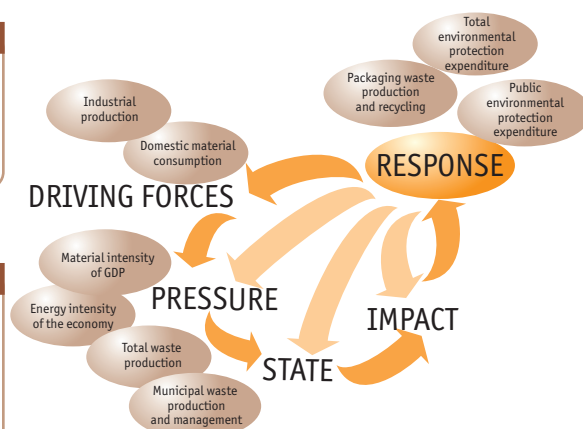 Total
environmental
protection
expenditure
Packaging waste
production
and recycling
Public
environmental
protection
expenditure
Industrial
production
Domestic material
consumption
RESPONSE
DRIVING FORCES
Material intensity
of GDP
PRESSURE
Energy intensity
of the economy
IMPACT
Total waste
production
STATE
Municipal waste
production
and management